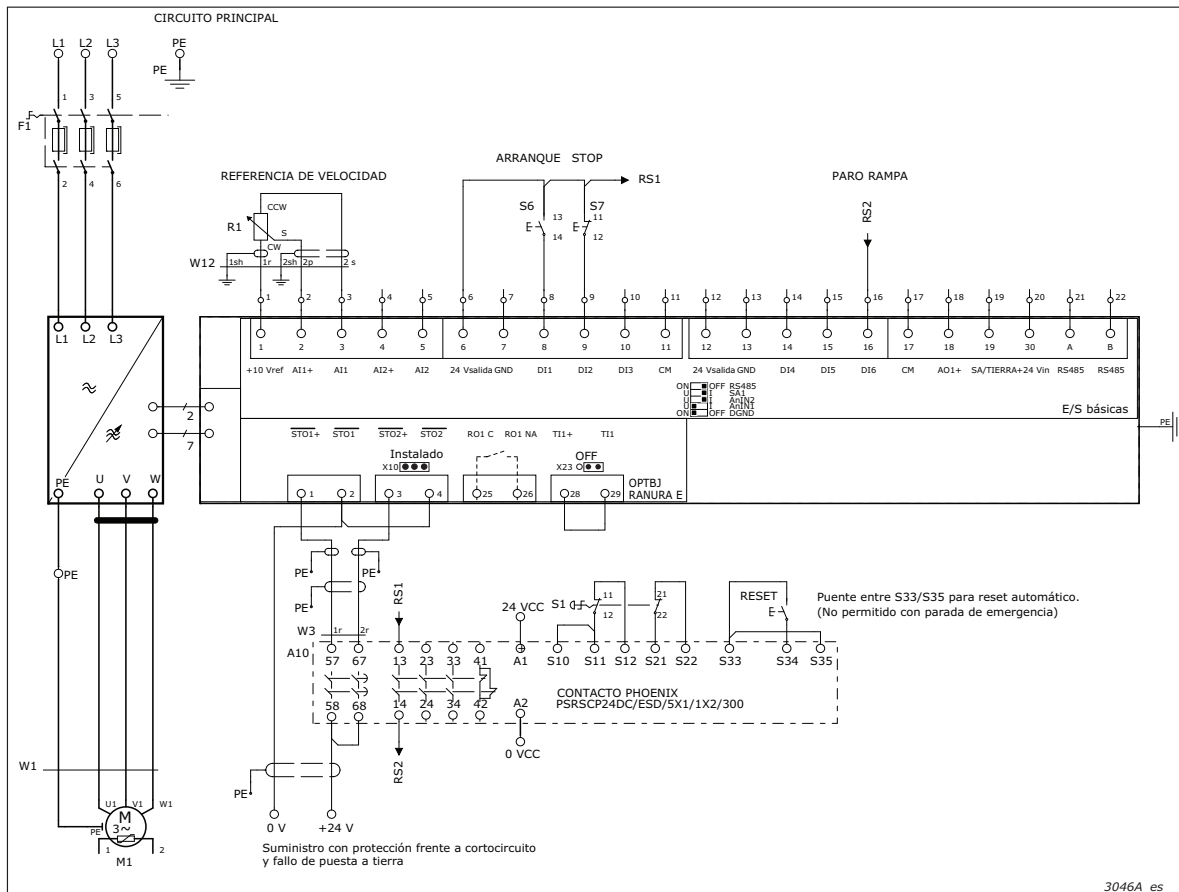 CIRCUITO PRINCIPAL
L1 L2 L3 PE
PE
1 3 5
F1
2 4 6
REFERENCIA DE VELOCIDAD
ARRANQUE STOP
PARO RAMPA
RS1
RS2
CCW
R1
S
CW
S6
13
14
S7
11
12
W12
1sh 1r 2sh 2p 2 s
1 2 3 4 5 6 7 8 9 10 11 12 13 14 15 16 17 18 19 20 21 22
L1 L2 L3
1 2 3 4 5 6 7 8 9 10 11 12 13 14 15 16 17 18 19 30 A B
+10 Vref AI1+ AI1 AI2+ AI2 24 Vsalida GND DI1 DI2 DI3 CM 24 Vsalida GND DI4 DI5 DI6 CM AO1+ SA/TIERRA +24 Vin RS485 RS485
ON OFF RS485
U I SA1
U I AnIN2
U I AnIN1
ON OFF DGND
E/S básicas
2
7
PE
STO1+ STO1 STO2+ STO2 RO1 C RO1 NA TI1+ TI1
Instalado
X10
OFF
X23
OPTBJ
RANURA E
PE U V W
1 2 3 4 25 26 28 29
PE
PE PE
PE
RS1
24 VCC
S1
11
12
21
22
RESET
Puente entre S33/S35 para reset automático.
(No permitido con parada de emergencia)
W3
1r 2r
A10
57 67 13 23 33 41 A1 S10 S11 S12 S21 S22 S33 S34 S35
CONTACTO PHOENIX
PSRSCP24DC/ESD/5X1/1X2/300
58 68 14 24 34 42 A2
0 VCC
RS2
W1
PE
U1 V1 W1
M
3~
PE
1 2
M1
0 V +24 V
Suministro con protección frente a cortocircuito
y fallo de puesta a tierra
3046A_es